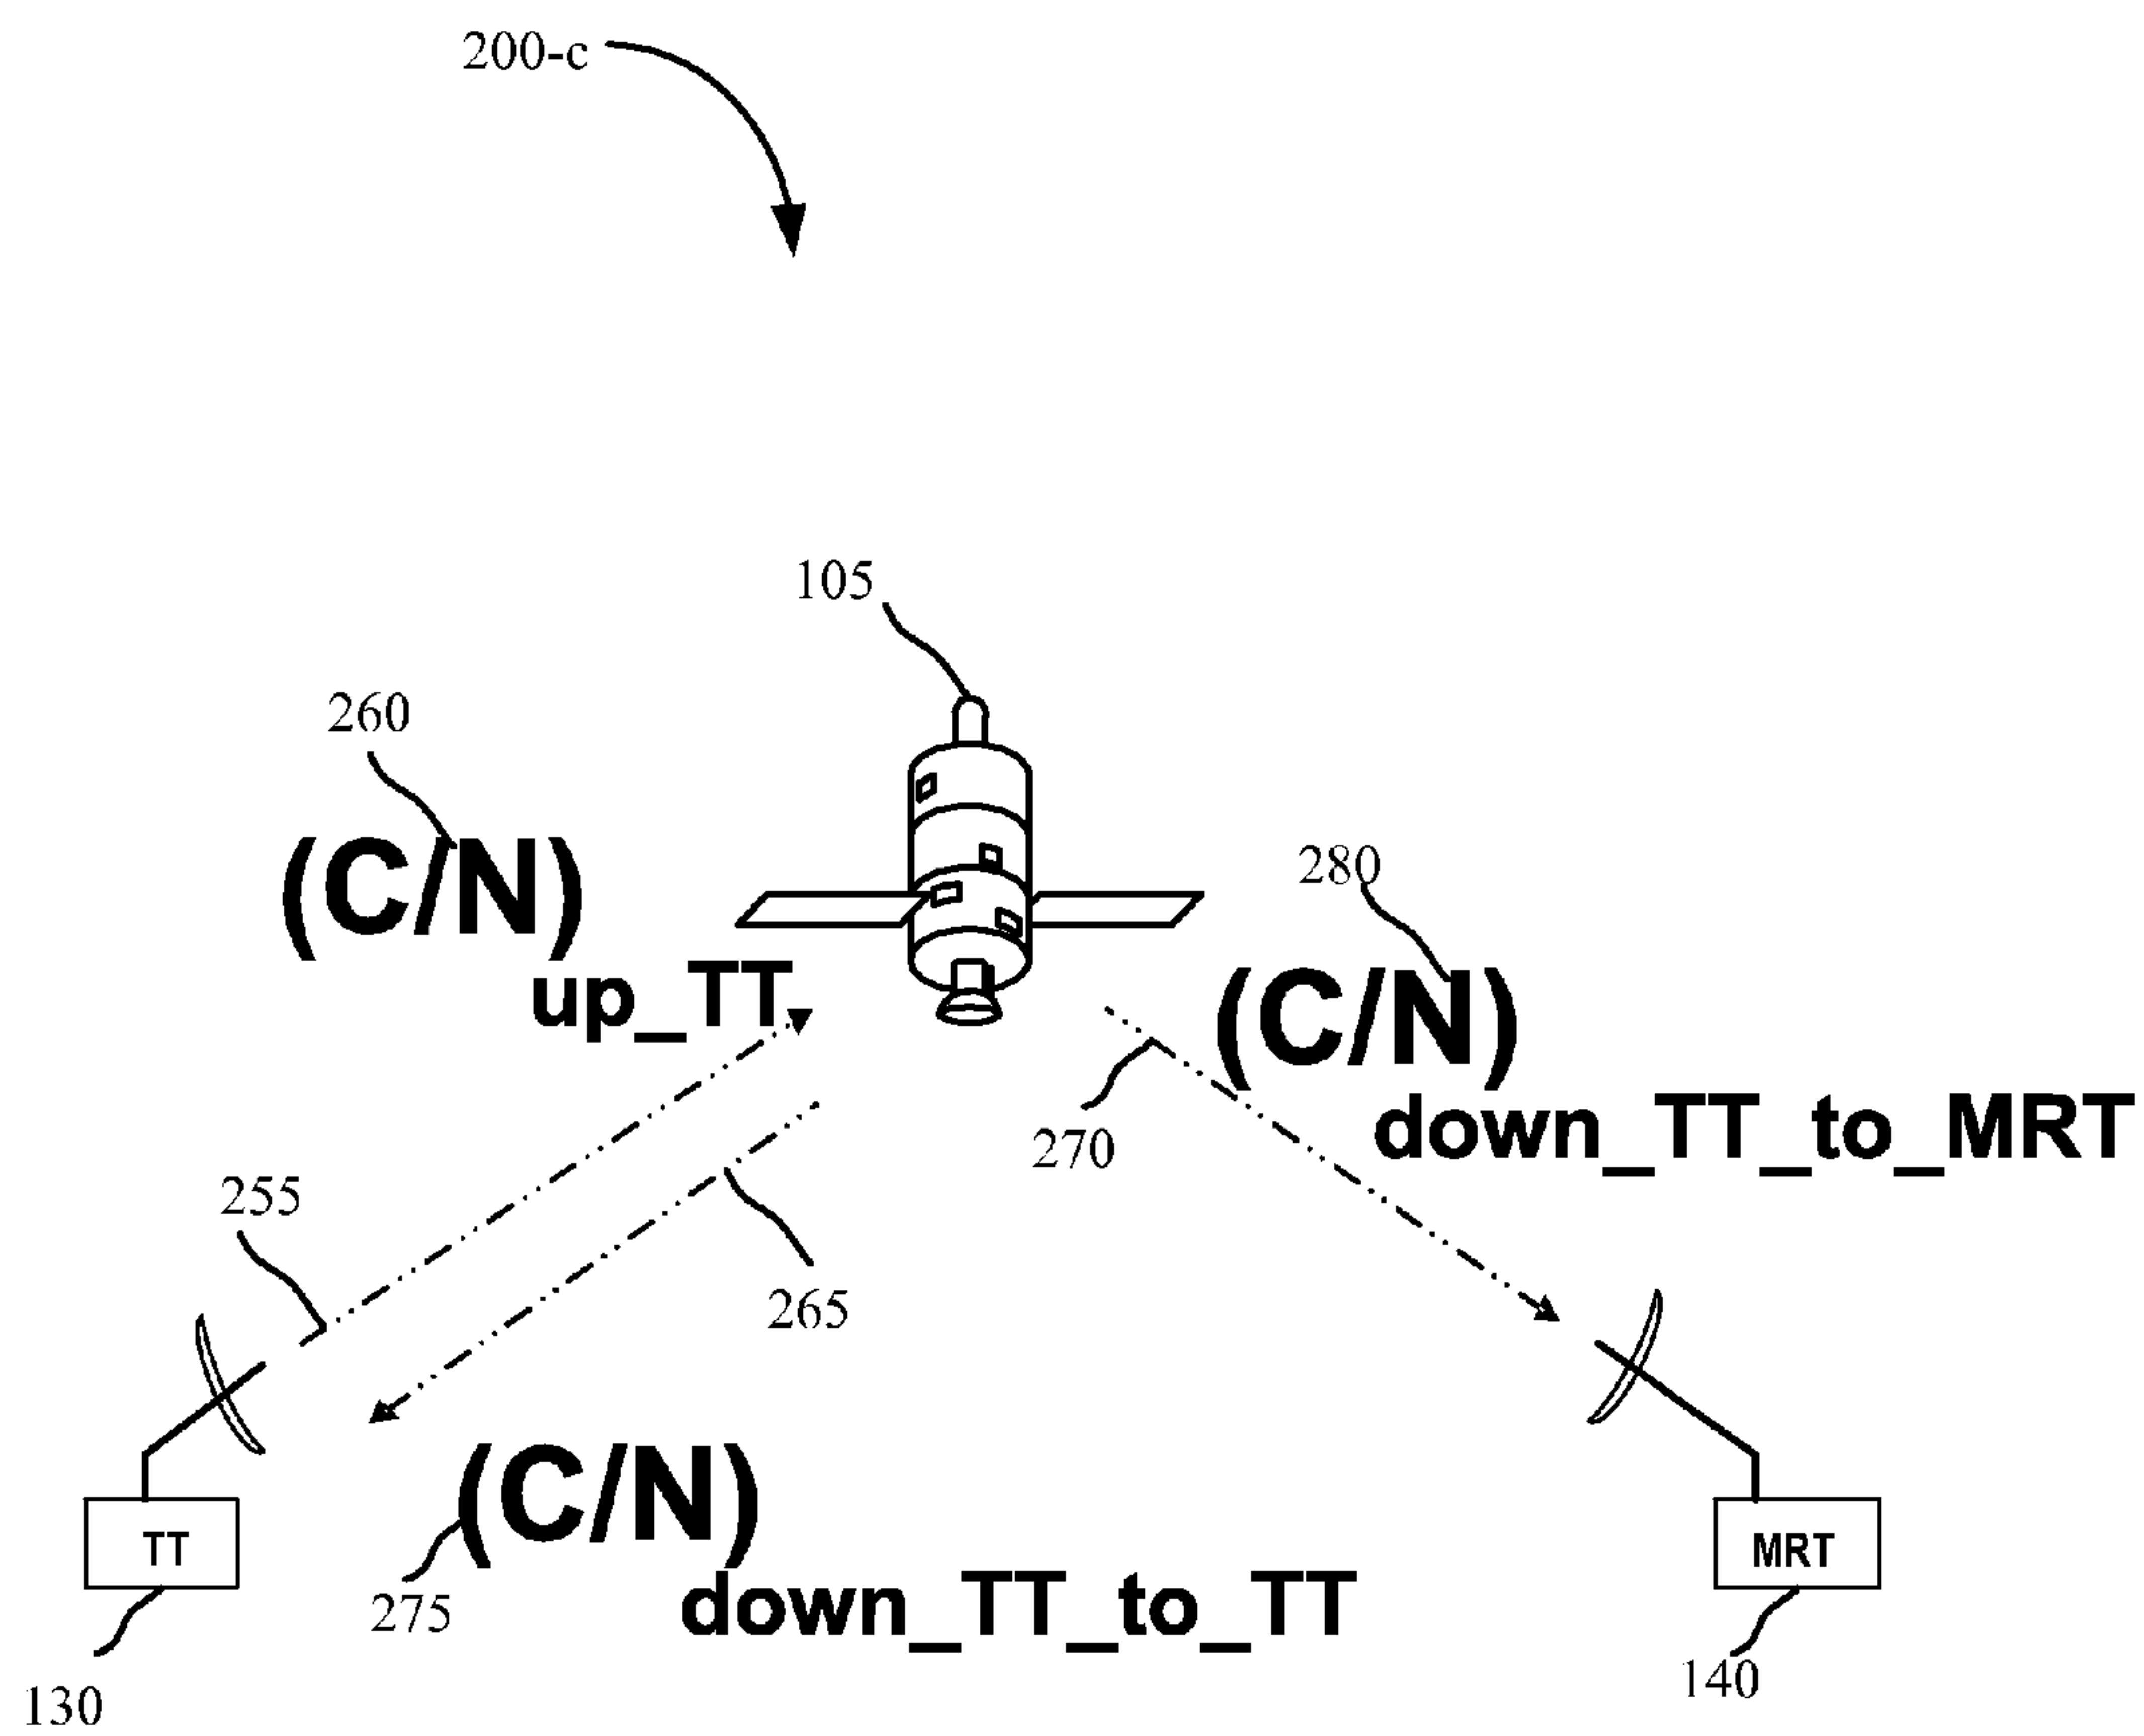 200-c
105
260
(C/N)
up_TT
280
(C/N)
down_TT_to_MRT
270
255
265
(C/N)
down_TT_to_TT
275
TT
MRT
130
140